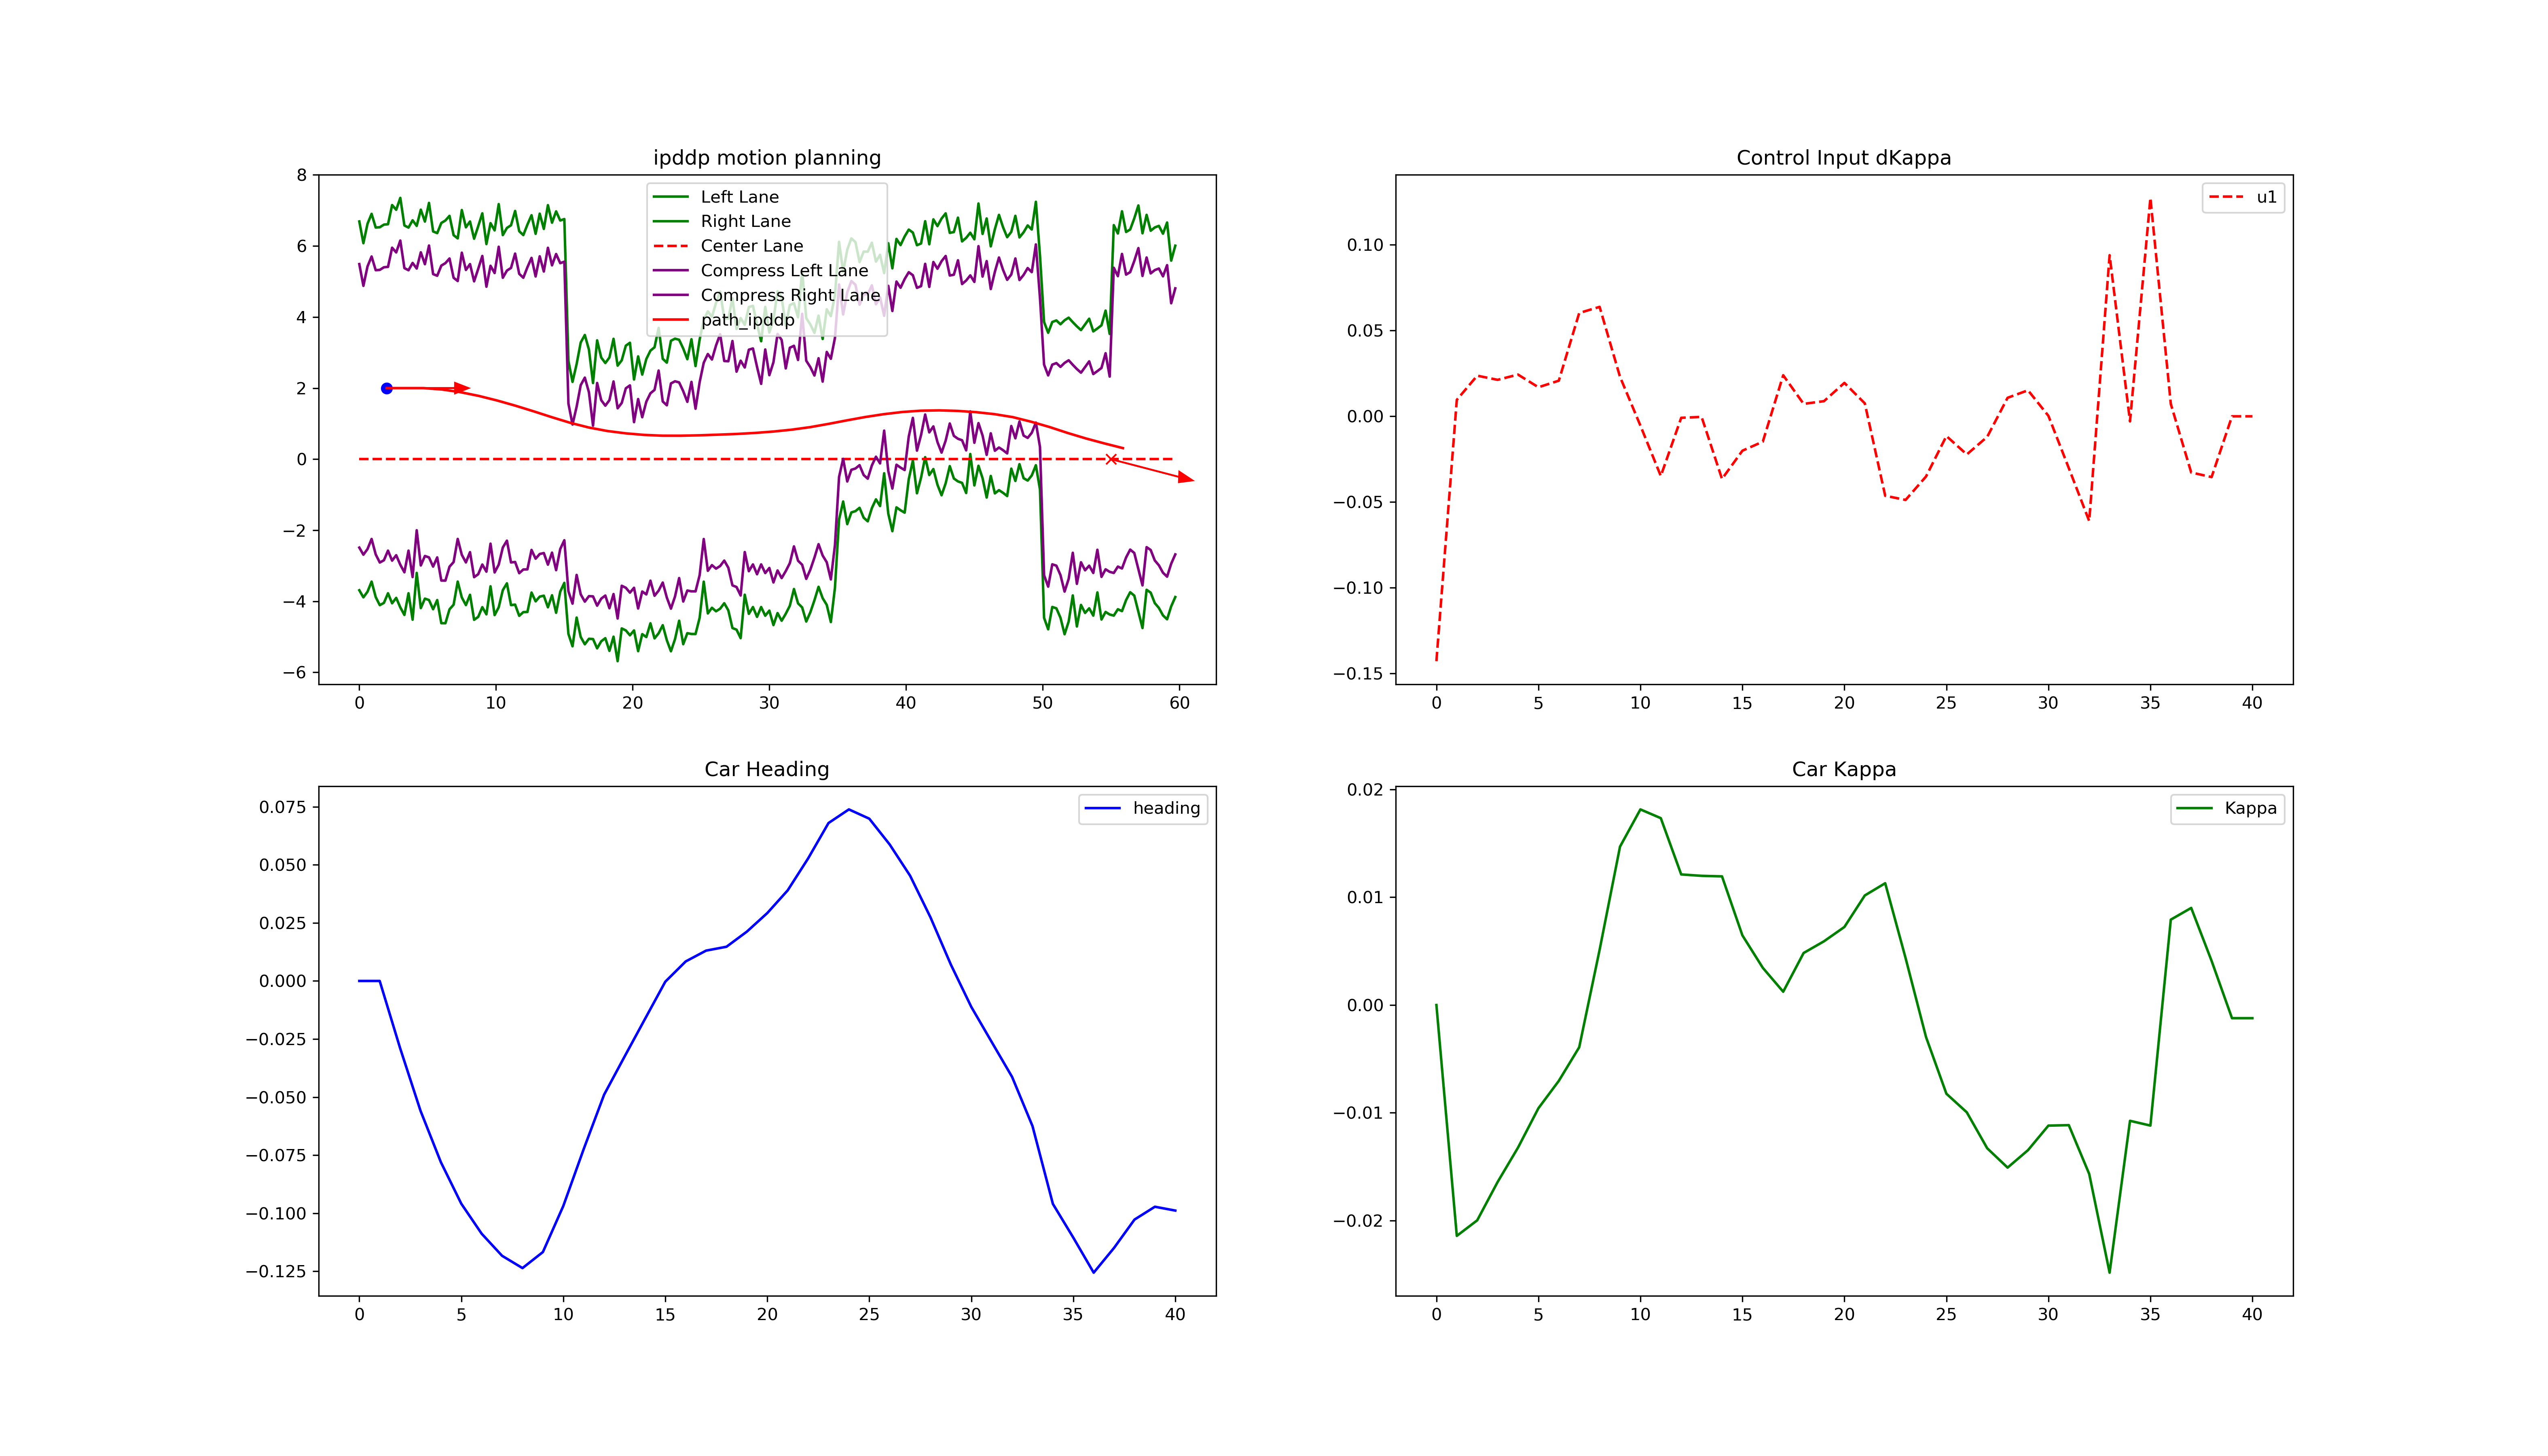 ipddp motion planning
8
6
4
2
0
−2
−4
−6
0 10 20 30 40 50 60
Left Lane
Right Lane
Center Lane
Compress Left Lane
Compress Right Lane
path_ipddp
Control Input dKappa
0.10
0.05
0.00
−0.05
−0.10
−0.15
0 5 10 15 20 25 30 35 40
u1
Car Heading
0.075
0.050
0.025
0.000
−0.025
−0.050
−0.075
−0.100
−0.125
0 5 10 15 20 25 30 35 40
heading
Car Kappa
0.02
0.01
0.00
−0.01
−0.02
0 5 10 15 20 25 30 35 40
Kappa